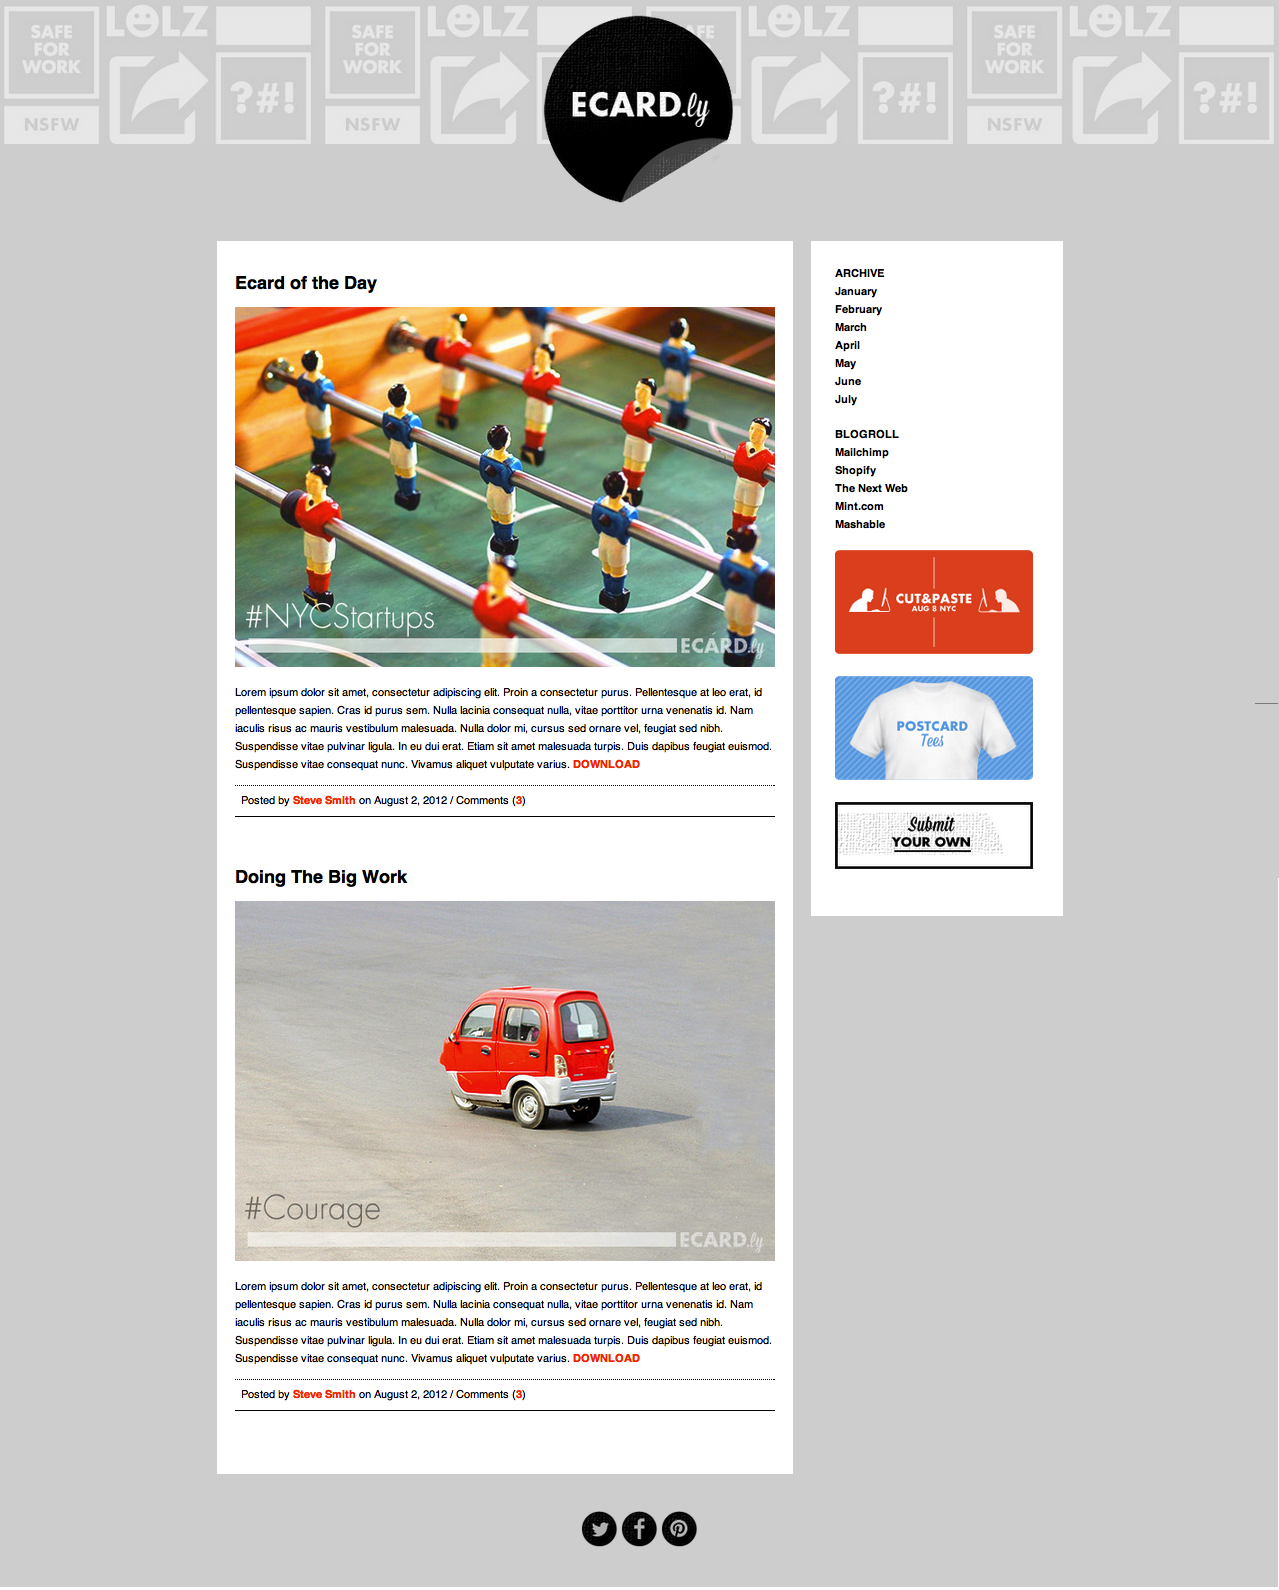 SAFE
FOR
WORK
NSFW
LOLZ
?#!
SAFE
FOR
WORK
NSFW
LOLZ
LOLZ
?#!
SAFE
FOR
WORK
NSFW
LOLZ
?#!
ECARD.ly
Ecard of the Day
#NYCStartups
ECARD.ly
Lorem ipsum dolor sit amet, consectetur adipiscing elit. Proin a consectetur purus. Pellentesque at leo erat, id
pellentesque sapien. Cras id purus sem. Nulla lacinia consequat nulla, vitae porttitor urna venenatis id. Nam
iaculis risus ac mauris vestibulum malesuada. Nulla dolor mi, cursus sed ornare vel, feugiat sed nibh.
Suspendisse vitae pulvinar ligula. In eu dui erat. Etiam sit amet malesuada turpis. Duis dapibus feugiat euismod.
Suspendisse vitae consequat nunc. Vivamus aliquet vulputate varius. DOWNLOAD
Posted by Steve Smith on August 2, 2012 / Comments (3)
Doing The Big Work
#Courage
ECARD.ly
Lorem ipsum dolor sit amet, consectetur adipiscing elit. Proin a consectetur purus. Pellentesque at leo erat, id
pellentesque sapien. Cras id purus sem. Nulla lacinia consequat nulla, vitae porttitor urna venenatis id. Nam
iaculis risus ac mauris vestibulum malesuada. Nulla dolor mi, cursus sed ornare vel, feugiat sed nibh.
Suspendisse vitae pulvinar ligula. In eu dui erat. Etiam sit amet malesuada turpis. Duis dapibus feugiat euismod.
Suspendisse vitae consequat nunc. Vivamus aliquet vulputate varius. DOWNLOAD
Posted by Steve Smith on August 2, 2012 / Comments (3)
ARCHIVE
January
February
March
April
May
June
July
BLOGROLL
Mailchimp
Shopify
The Next Web
Mint.com
Mashable
CUT&PASTE
AUG 8 NYC
POSTCARD
Tees
Submit
YOUR OWN